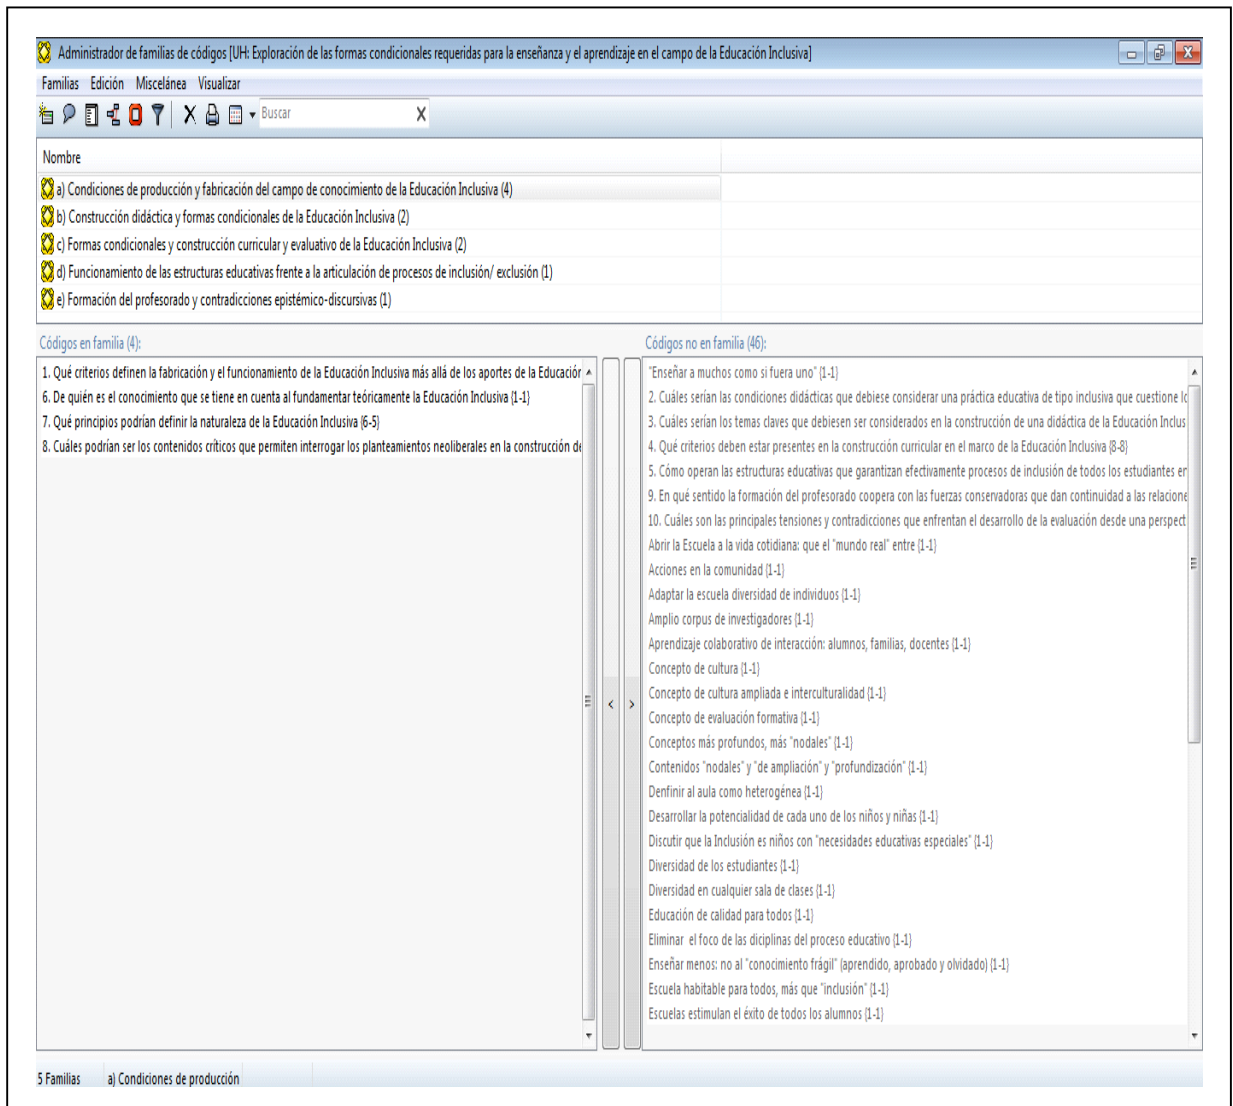 Administrador de familias de códigos [UH: Exploración de las formas condicionales requeridas para la enseñanza y el aprendizaje en el campo de la Educación Inclusiva]
Familias Edición Miscelánea Visualizar
Buscar
Nombre
a) Condiciones de producción y fabricación del campo de conocimiento de la Educación Inclusiva (4)
b) Construcción didáctica y formas condicionales de la Educación Inclusiva (2)
c) Formas condicionales y construcción curricular y evaluativo de la Educación Inclusiva (2)
d) Funcionamiento de las estructuras educativas frente a la articulación de procesos de inclusión/ exclusión (1)
e) Formación del profesorado y contradicciones epistémico-discursivas (1)
Códigos en familia (4):
1. Qué criterios definen la fabricación y el funcionamiento de la Educación Inclusiva más allá de los aportes de la Educación
6. De quién es el conocimiento que se tiene en cuenta al fundamentar teóricamente la Educación Inclusiva {1-1}
7. Qué principios podrían definir la naturaleza de la Educación Inclusiva {6-5}
8. Cuáles podrían ser los contenidos críticos que permiten interrogar los planteamientos neoliberales en la construcción de
Códigos no en familia (46):
"Enseñar a muchos como si fuera uno" {1-1}
2. Cuáles serían las condiciones didácticas que debiese considerar una práctica educativa de tipo inclusiva que cuestione lo
3. Cuáles serían los temas claves que debiesen ser considerados en la construcción de una didáctica de la Educación Inclus
4. Qué criterios deben estar presentes en la construcción curricular en el marco de la Educación Inclusiva {8-8}
5. Cómo operan las estructuras educativas que garantizan efectivamente procesos de inclusión de todos los estudiantes en
9. En qué sentido la formación del profesorado coopera con las fuerzas conservadoras que dan continuidad a las relacione
10. Cuáles son las principales tensiones y contradicciones que enfrentan el desarrollo de la evaluación desde una perspect
Abrir la Escuela a la vida cotidiana: que el "mundo real" entre {1-1}
Acciones en la comunidad {1-1}
Adaptar la escuela diversidad de individuos {1-1}
Amplio corpus de investigadores {1-1}
Aprendizaje colaborativo de interacción: alumnos, familias, docentes {1-1}
Concepto de cultura {1-1}
Concepto de cultura ampliada e interculturalidad {1-1}
Concepto de evaluación formativa {1-1}
Conceptos más profundos, más "nodales" {1-1}
Contenidos "nodales" y "de ampliación" y "profundización" {1-1}
Denfinir al aula como heterogénea {1-1}
Desarrollar la potencialidad de cada uno de los niños y niñas {1-1}
Discutir que la Inclusión es niños con "necesidades educativas especiales" {1-1}
Diversidad de los estudiantes {1-1}
Diversidad en cualquier sala de clases {1-1}
Educación de calidad para todos {1-1}
Eliminar el foco de las diciplinas del proceso educativo {1-1}
Enseñar menos: no al "conocimiento frágil" (aprendido, aprobado y olvidado) {1-1}
Escuela habitable para todos, más que "inclusión" {1-1}
Escuelas estimulan el éxito de todos los alumnos {1-1}
5 Familias a) Condiciones de producción